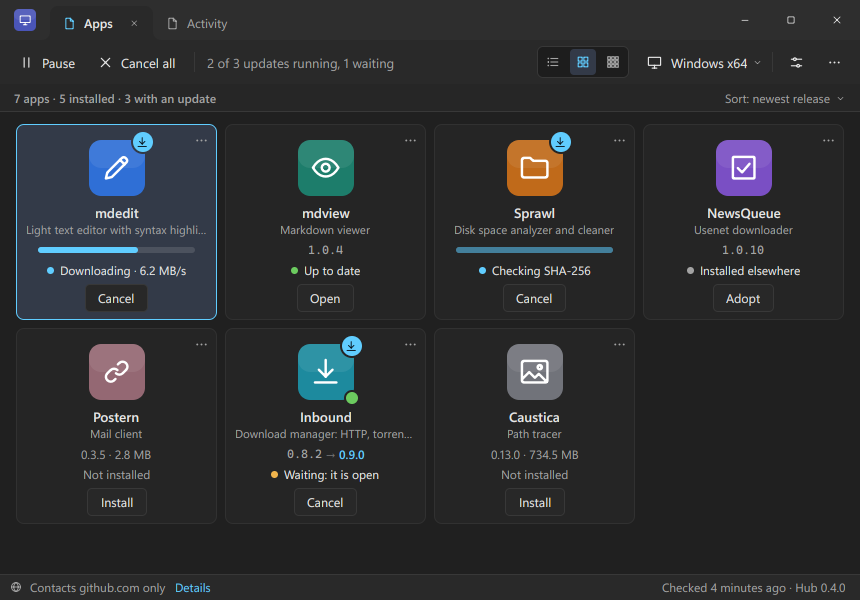 Apps
Activity
Pause
Cancel all
2 of 3 updates running, 1 waiting
Windows x64
7 apps · 5 installed · 3 with an update
Sort: newest release
mdedit
Light text editor with syntax highli...
Downloading · 6.2 MB/s
Cancel
mdview
Markdown viewer
1.0.4
Up to date
Open
Sprawl
Disk space analyzer and cleaner
Checking SHA-256
Cancel
NewsQueue
Usenet downloader
1.0.10
Installed elsewhere
Adopt
Postern
Mail client
0.3.5 · 2.8 MB
Not installed
Install
Inbound
Download manager: HTTP, torren...
0.8.2 → 0.9.0
Waiting: it is open
Cancel
Caustica
Path tracer
0.13.0 · 734.5 MB
Not installed
Install
Contacts github.com only Details
Checked 4 minutes ago · Hub 0.4.0